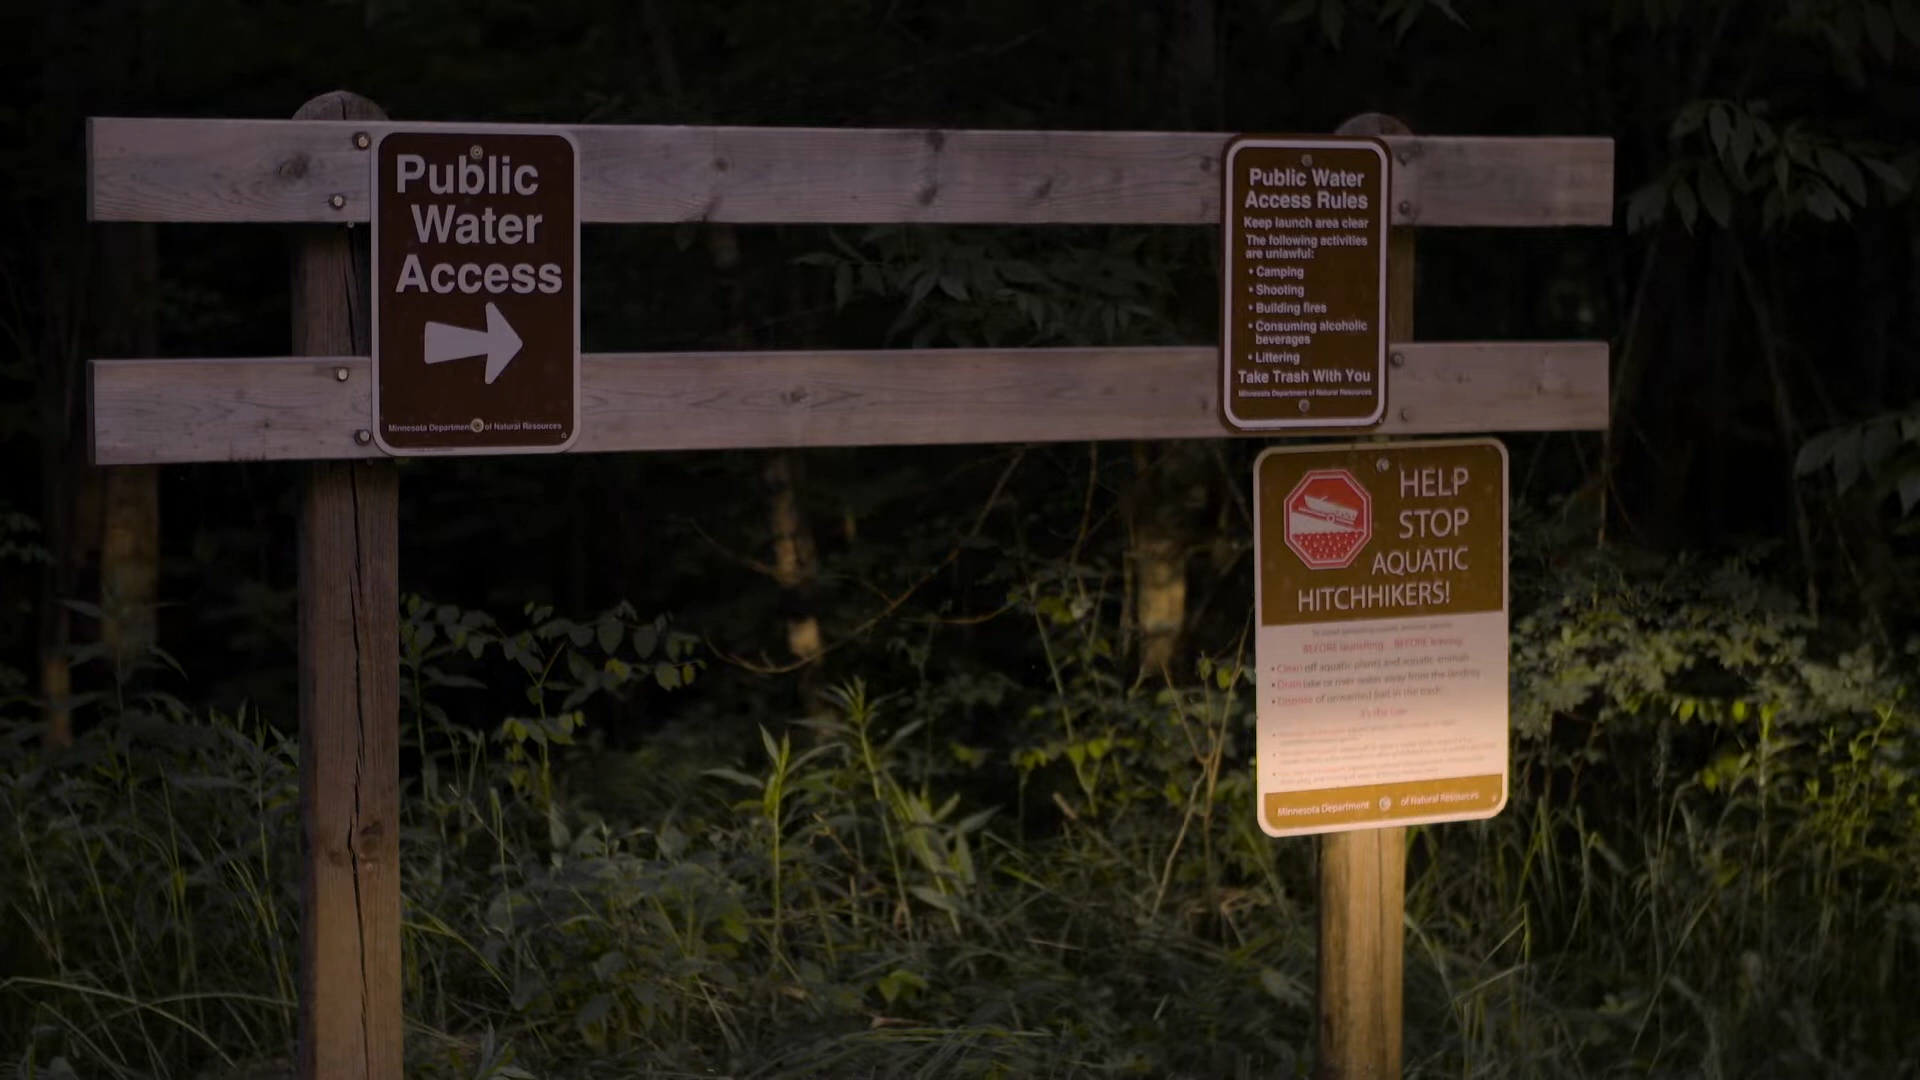 Public
Water
Access
Minnesota Department of Natural Resources
Public Water
Access Rules
Keep launch area clear
The following activities
are unlawful:
• Camping
• Shooting
• Building fires
• Consuming alcoholic
beverages
• Littering
Take Trash With You
Minnesota Department of Natural Resources
HELP
STOP
AQUATIC
HITCHHIKERS!
BEFORE launching... BEFORE leaving:
• Clean off aquatic plants and aquatic animals
• Drain lake or river water away from the landing
• Dispose of unwanted bait in the trash
It's the Law
Minnesota Department of Natural Resources